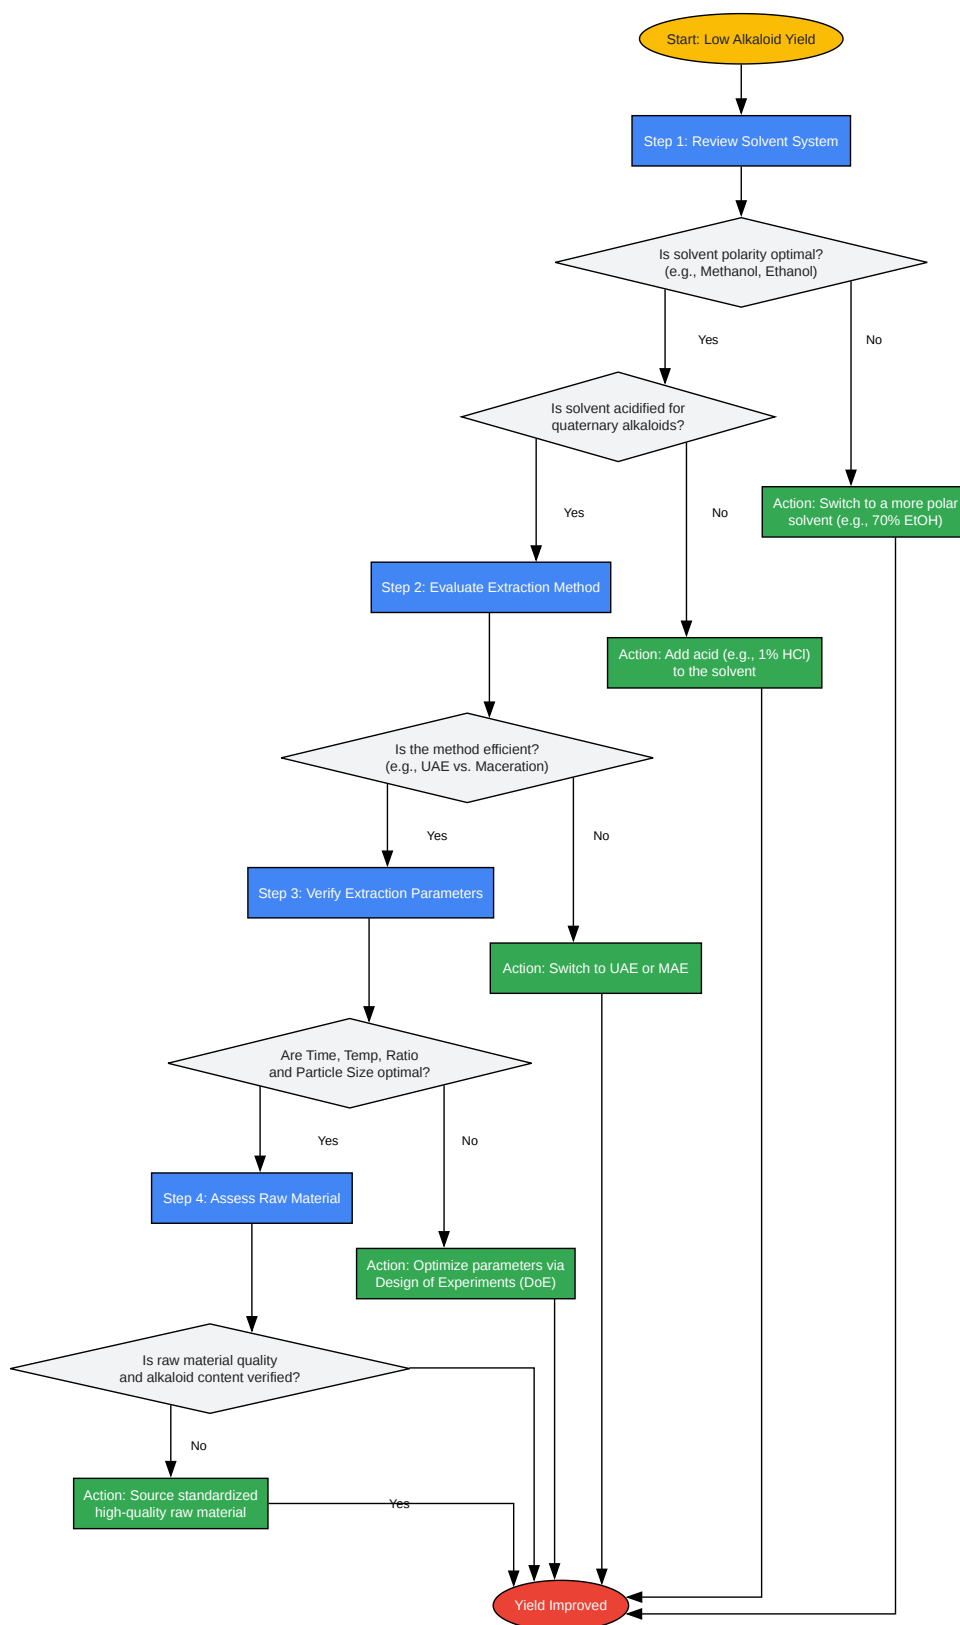 Start: Low Alkaloid Yield
Step 1: Review Solvent System
Is solvent polarity optimal?
(e.g., Methanol, Ethanol)
Yes
No
Is solvent acidified for
quaternary alkaloids?
Action: Switch to a more polar
solvent (e.g., 70% EtOH)
Yes
No
Step 2: Evaluate Extraction Method
Action: Add acid (e.g., 1% HCl)
to the solvent
Is the method efficient?
(e.g., UAE vs. Maceration)
Yes
No
Step 3: Verify Extraction Parameters
Action: Switch to UAE or MAE
Are Time, Temp, Ratio
and Particle Size optimal?
Yes
No
Step 4: Assess Raw Material
Action: Optimize parameters via
Design of Experiments (DoE)
Is raw material quality
and alkaloid content verified?
No
Action: Source standardized
high-quality raw material
Yes
Yield Improved